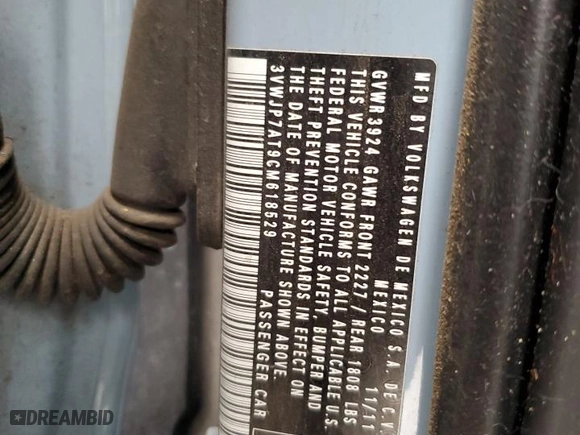 MFD BY VOLKSWAGEN DE MEXICO S.A. DE C.V.
MEXICO 11/11
GVWR 3924 GAWR FRONT 2227 / REAR 1808 LBS
THIS VEHICLE CONFORMS TO ALL APPLICABLE U.S.
FEDERAL MOTOR VEHICLE SAFETY, BUMPER AND
THEFT PREVENTION STANDARDS IN EFFECT ON
THE DATE OF MANUFACTURE SHOWN ABOVE.
3VWJP7AT9CM618529 PASSENGER CAR
DREAMBID